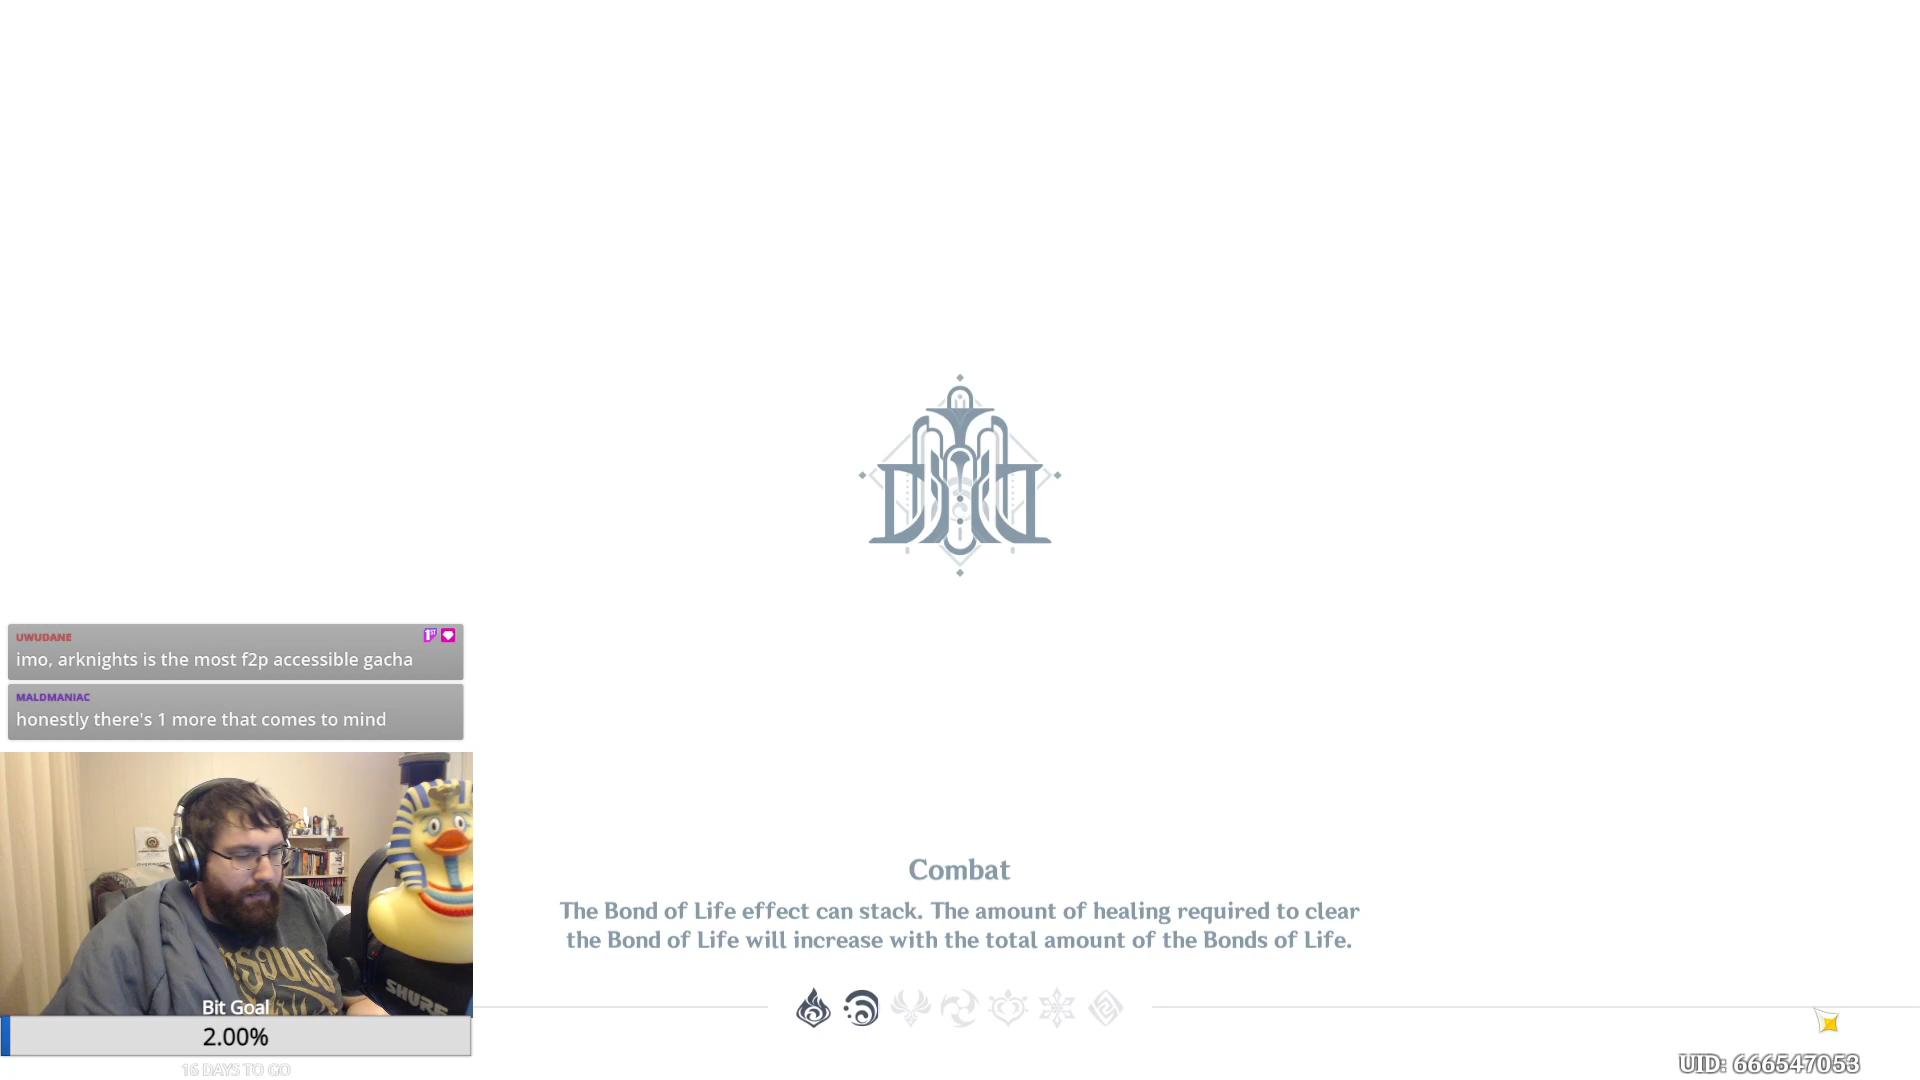 UWUDANE
imo, arknights is the most f2p accessible gacha
MALDMANIAC
honestly there's 1 more that comes to mind
Combat
The Bond of Life effect can stack. The amount of healing required to clear
the Bond of Life will increase with the total amount of the Bonds of Life.
SHURE
Bit Goal
2.00%
16 DAYS TO GO
UID: 666547053